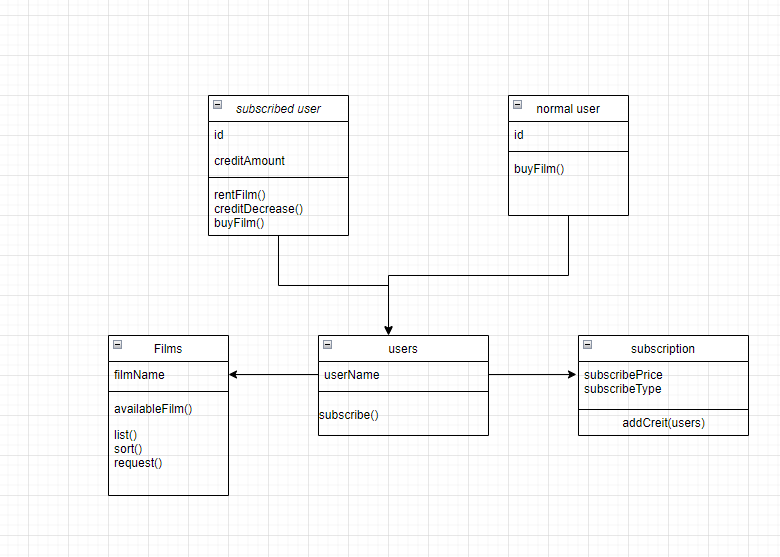 subscribed user
id
creditAmount
rentFilm()
creditDecrease()
buyFilm()
normal user
id
buyFilm()
Films
filmName
availableFilm()
list()
sort()
request()
users
userName
subscribe()
subscription
subscribePrice
subscribeType
addCreit(users)